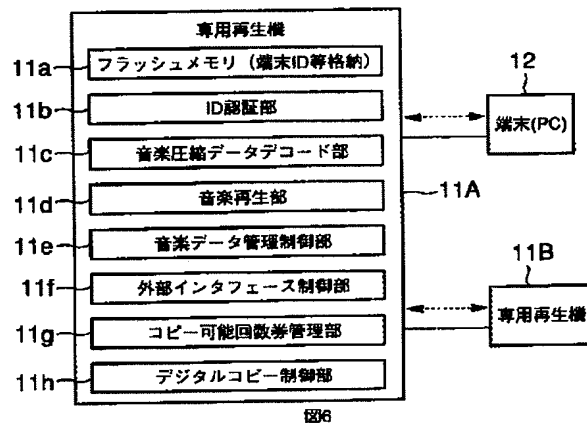 専用再生機
11a フラッシュメモリ（端末ID等格納）
11b ID認証部
11c 音楽圧縮データデコード部
11d 音楽再生部
11e 音楽データ管理制御部
11f 外部インタフェース制御部
11g コピー可能回数券管理部
11h デジタルコピー制御部
11A
12
端末(PC)
11B
専用再生機
図6